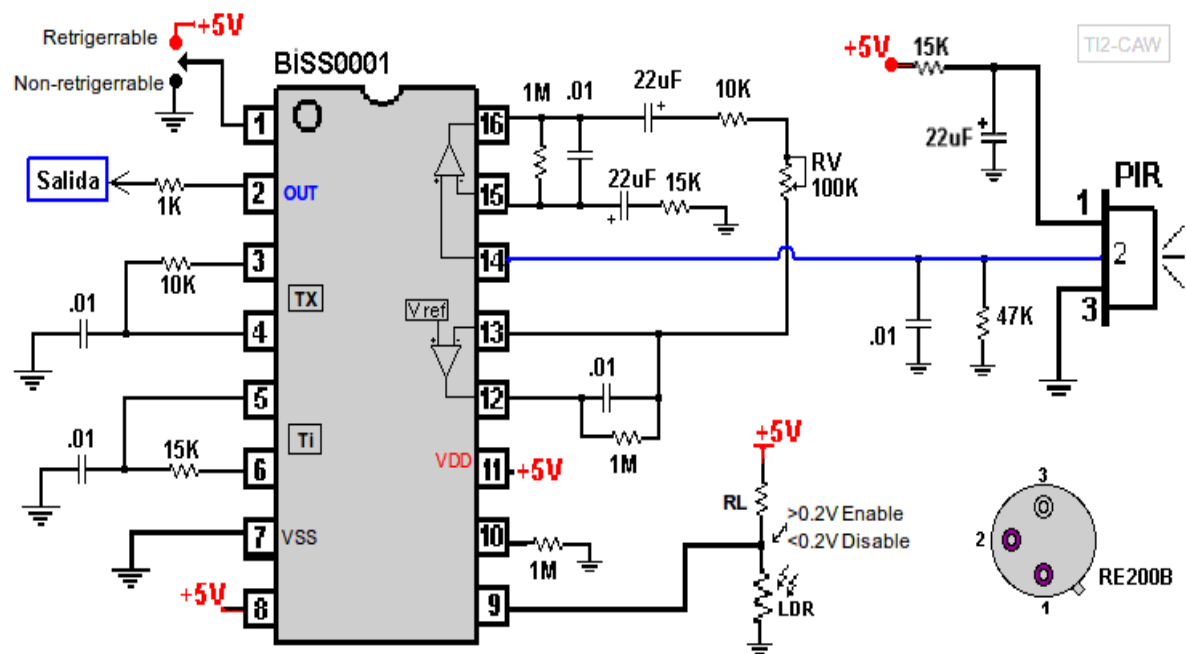 +5V
Retrigerrable
Non-retrigerrable
BISS0001
TI2-CAW
+5V
15K
22uF
PIR
1
2
3
1M
.01
22uF
10K
RV
100K
22uF
15K
Salida
1K
1
2
OUT
3
10K
TX
.01
4
5
Ti
.01
15K
6
7
VSS
+5V
8
16
15
14
Vref
13
12
VDD
11
+5V
10
9
+ -
+ -
.01
1M
1M
.01
47K
+5V
RL
>0.2V Enable
<0.2V Disable
LDR
3
2
RE200B
1